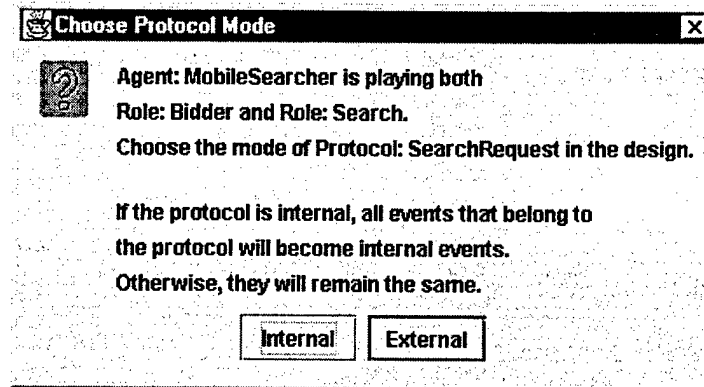 Choose Protocol Mode
Agent: MobileSearcher is playing both
Role: Bidder and Role: Search.
Choose the mode of Protocol: SearchRequest in the design.
If the protocol is internal, all events that belong to
the protocol will become internal events.
Otherwise, they will remain the same.
Internal External